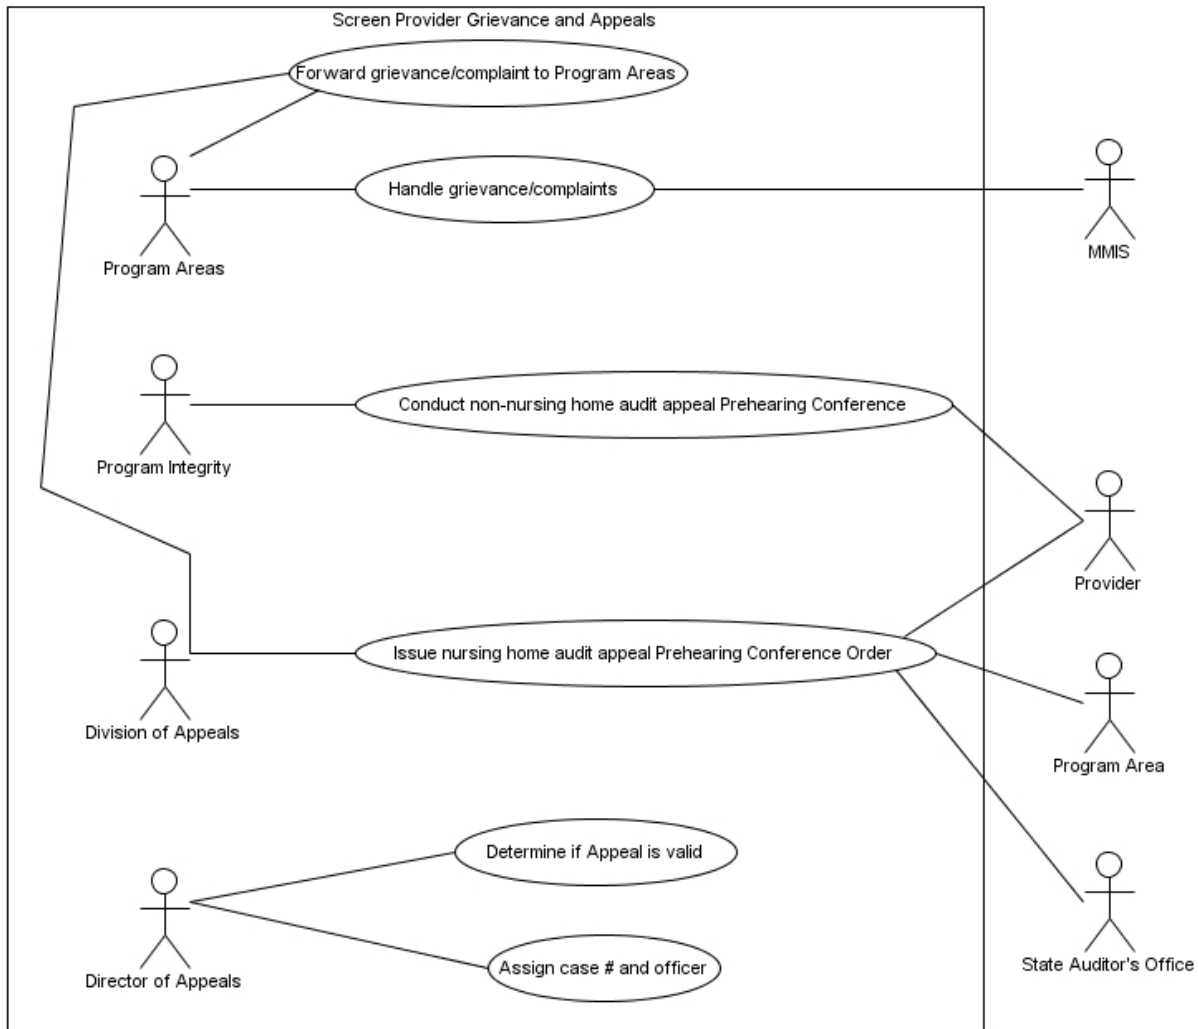 Screen Provider Grievance and Appeals
Forward grievance/complaint to Program Areas
Handle grievance/complaints
Program Areas
MMIS
Conduct non-nursing home audit appeal Prehearing Conference
Program Integrity
Provider
Issue nursing home audit appeal Prehearing Conference Order
Division of Appeals
Program Area
Determine if Appeal is valid
Assign case # and officer
Director of Appeals
State Auditor's Office